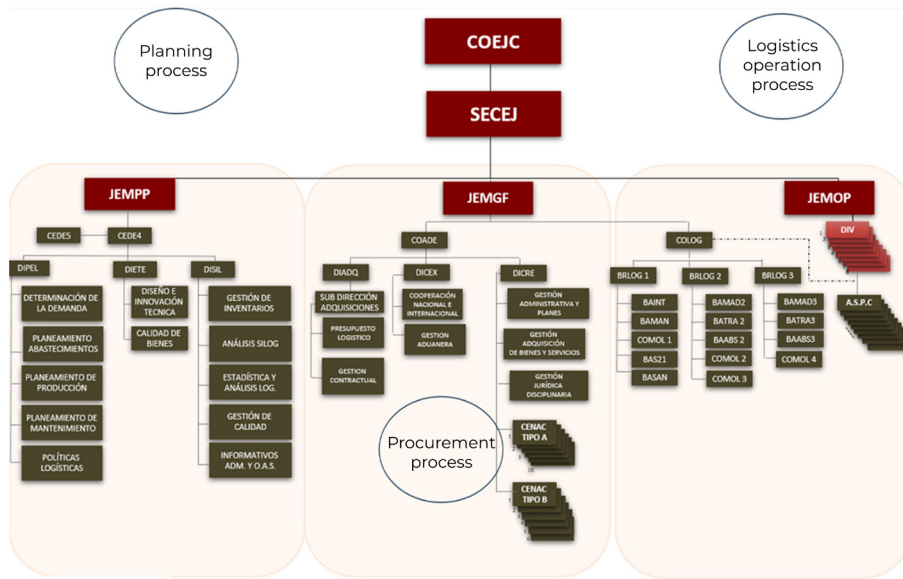 Planning
process
COEJC
Logistics
operation
process
SECEJ
JEMPP
JEMGF
JEMOP
CEDE5
CEDE4
COADE
COLOG
DIV
DIPEL
DIETE
DISIL
DIADQ
DICEX
DICRE
BRLOG 1
BRLOG 2
BRLOG 3
A.S.P.C
DETERMINACIÓN DE
LA DEMANDA
PLANEAMIENTO
ABASTECIMIENTOS
PLANEAMIENTO DE
PRODUCCIÓN
PLANEAMIENTO DE
MANTENIMIENTO
POLÍTICAS
LOGÍSTICAS
DISEÑO E
INNOVACIÓN
TECNICA
CALIDAD DE
BIENES
GESTIÓN DE
INVENTARIOS
ANÁLISIS SILOG
ESTADÍSTICA Y
ANÁLISIS LOG.
GESTIÓN DE
CALIDAD
INFORMATIVOS
ADM. Y O.A.S.
SUB DIRECCIÓN
ADQUISICIONES
PRESUPUESTO
LOGISTICO
GESTION
CONTRACTUAL
COOPERACIÓN
NACIONAL E
INTERNACIONAL
GESTION
ADUANERA
GESTIÓN
ADMINISTRATIVA Y
PLANES
GESTIÓN
ADQUISICIÓN
DE BIENES Y SERVICIOS
GESTIÓN
JURÍDICA
DISCIPLINARIA
CENAC
TIPO A
CENAC
TIPO B
Procurement
process
BAINT
BAMAN
COMOL 1
BAS21
BASAN
BAMAD2
BATRA 2
BAABS 2
COMOL 2
COMOL 3
BAMAD3
BATRA3
BAABS3
COMOL 4